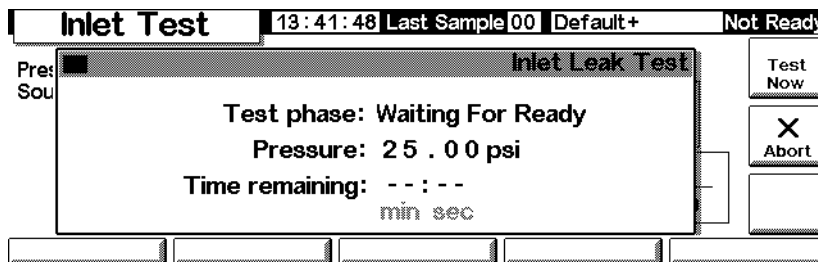 Inlet Test 13:41:48 Last Sample 00 Default+ Not Ready
Inlet Leak Test
Pres
Sou
Test phase: Waiting For Ready
Pressure: 25.00 psi
Time remaining: --:--
min sec
Test
Now
Abort